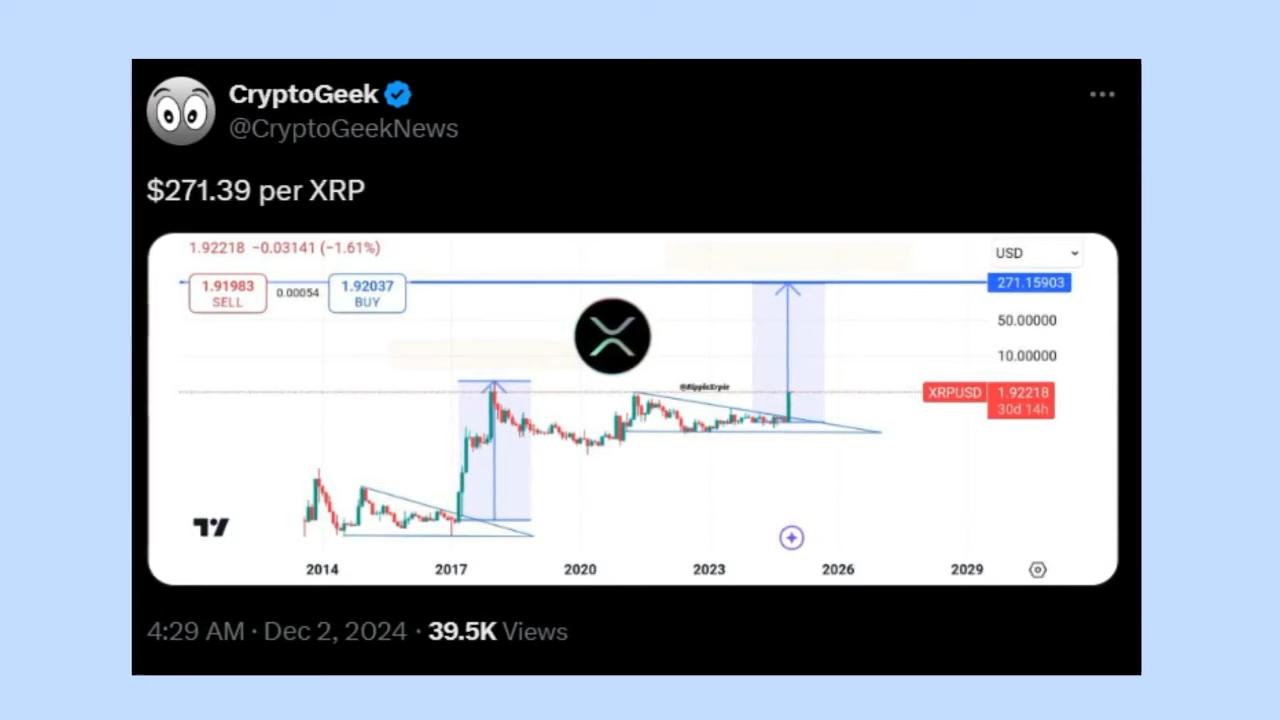 CryptoGeek
@CryptoGeekNews
$271.39 per XRP
1.92218 −0.03141 (−1.61%)
USD
1.91983
SELL
0.00054
1.92037
BUY
271.15903
50.00000
10.00000
@RippleXrpie
XRPUSD
1.92218
30d 14h
2014 2017 2020 2023 2026 2029
4:29 AM · Dec 2, 2024 · 39.5K Views